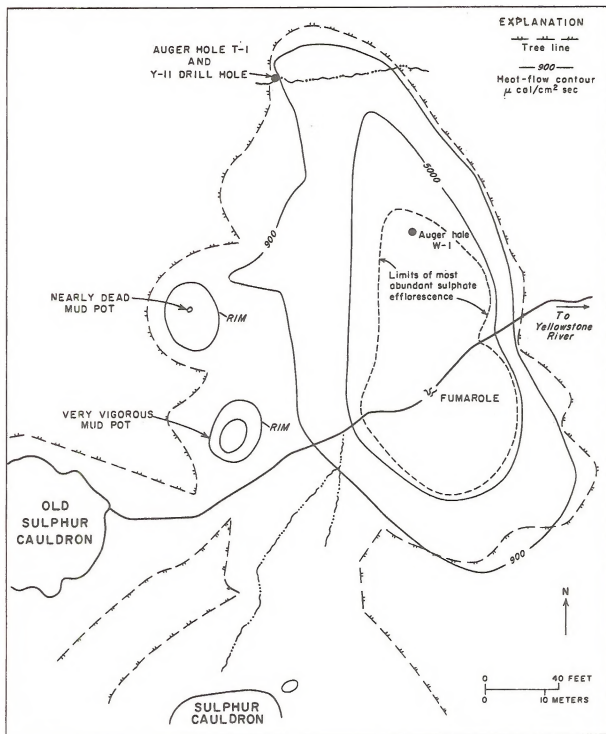 EXPLANATION
Tree line
900
Heat-flow contour
μ cal/cm² sec
AUGER HOLE T-1
AND
Y-11 DRILL HOLE
5000
900
Auger hole
W-1
Limits of most
abundant sulphate
efflorescence
NEARLY DEAD
MUD POT
RIM
To
Yellowstone
River
FUMAROLE
VERY VIGOROUS
MUD POT
RIM
OLD
SULPHUR
CAULDRON
900
N
0 40 FEET
0 10 METERS
SULPHUR
CAULDRON